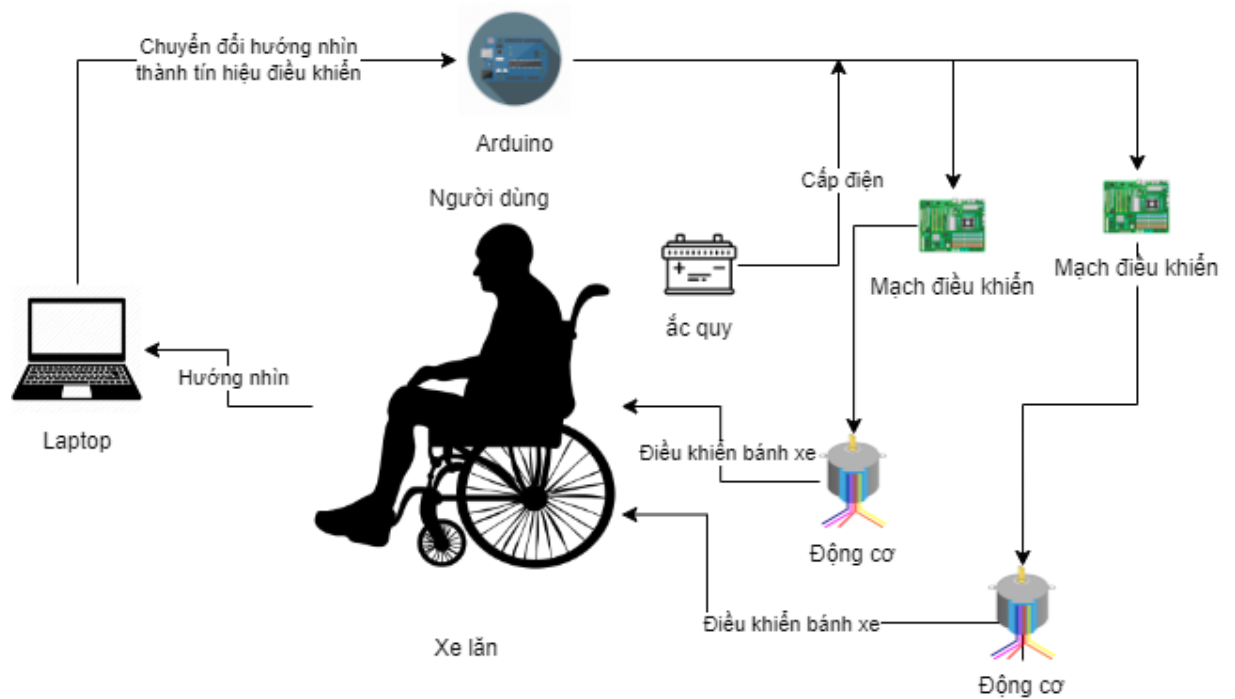 Chuyển đổi hướng nhìn
thành tín hiệu điều khiển
Arduino
Người dùng
Cấp điện
Mạch điều khiển
Mạch điều khiển
ắc quy
Hướng nhìn
Laptop
Điều khiển bánh xe
Động cơ
Điều khiển bánh xe
Xe lăn
Động cơ